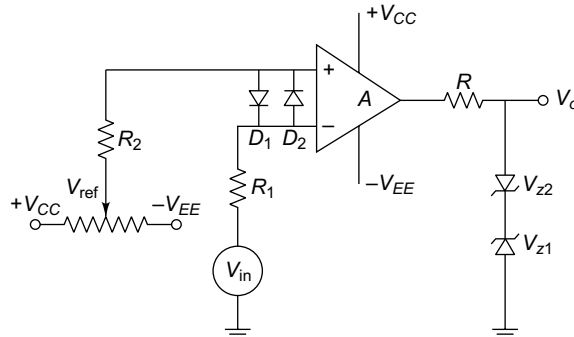 +V_CC
+
A
−
R
V_o
D_1
D_2
R_2
V_ref
R_1
−V_EE
+V_CC
−V_EE
V_z2
V_z1
V_in